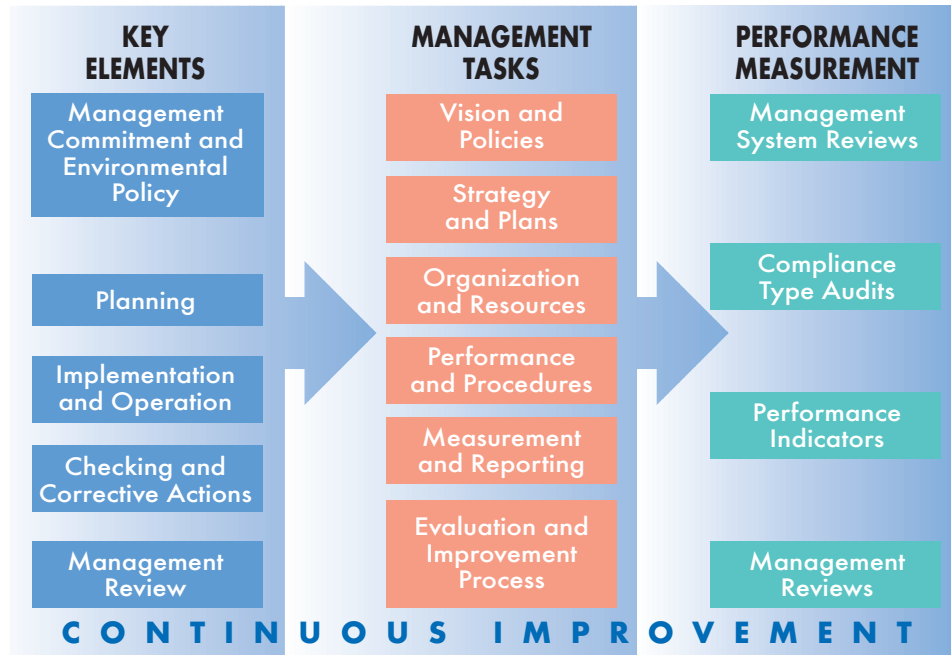 KEY
ELEMENTS
Management
Commitment and
Environmental
Policy
Planning
Implementation
and Operation
Checking and
Corrective Actions
Management
Review
MANAGEMENT
TASKS
Vision and
Policies
Strategy
and Plans
Organization
and Resources
Performance
and Procedures
Measurement
and Reporting
Evaluation and
Improvement
Process
PERFORMANCE
MEASUREMENT
Management
System Reviews
Compliance
Type Audits
Performance
Indicators
Management
Reviews
CONTINUOUS IMPROVEMENT